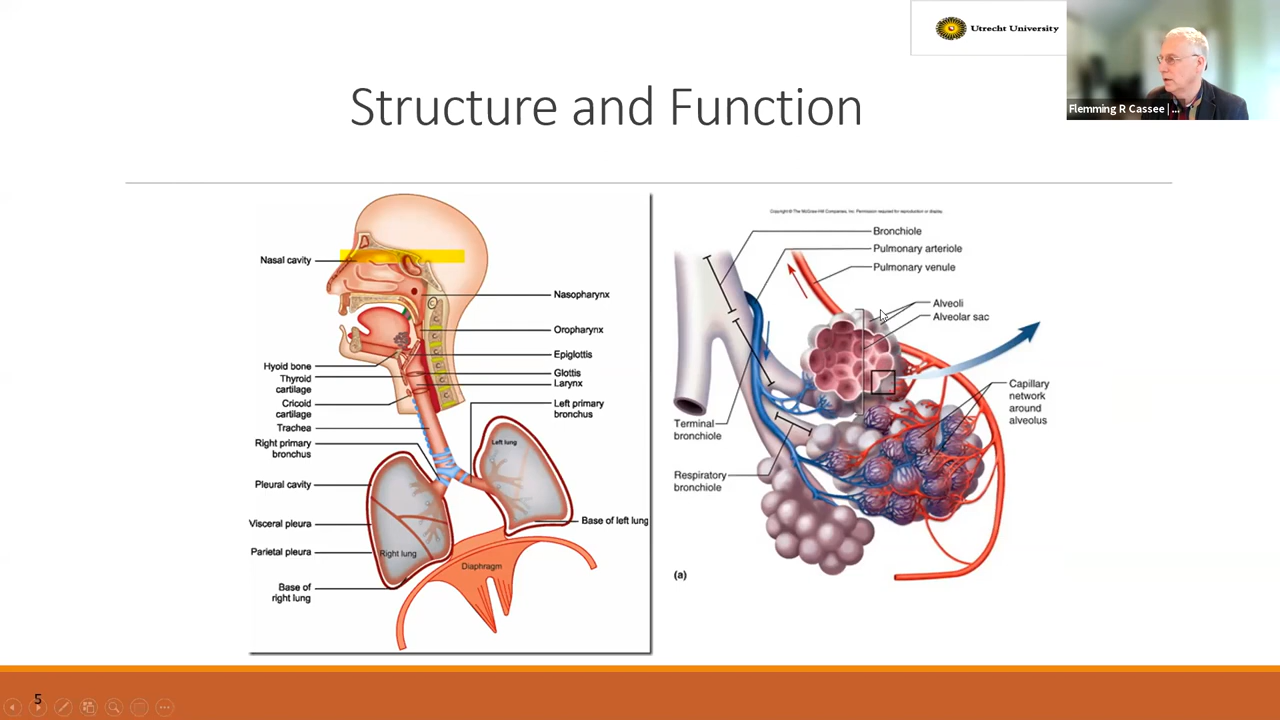 Utrecht University
Flemming R Cassee | ...
Structure and Function
Nasal cavity
Nasopharynx
Oropharynx
Epiglottis
Glottis
Larynx
Left primary
bronchus
Hyoid bone
Thyroid
cartilage
Cricoid
cartilage
Trachea
Right primary
bronchus
Pleural cavity
Visceral pleura
Parietal pleura
Base of
right lung
Left lung
Right lung
Base of left lung
Diaphragm
Copyright © The McGraw-Hill Companies, Inc. Permission required for reproduction or display.
Bronchiole
Pulmonary arteriole
Pulmonary venule
Alveoli
Alveolar sac
Capillary
network
around
alveolus
Terminal
bronchiole
Respiratory
bronchiole
(a)
5